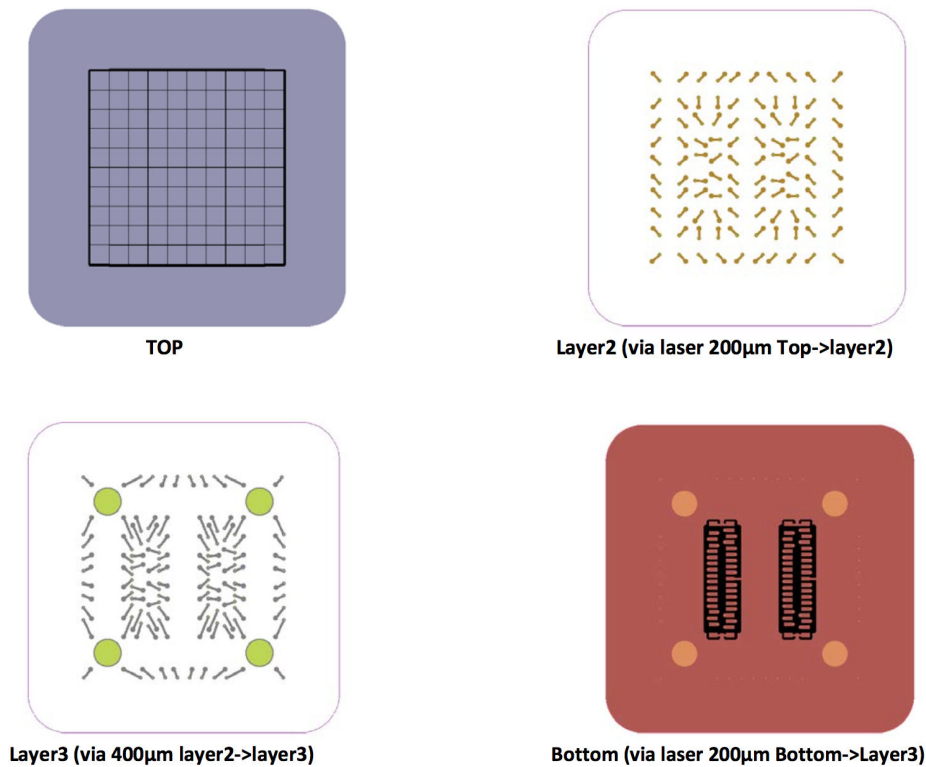 TOP
Layer2 (via laser 200µm Top->layer2)
Layer3 (via 400µm layer2->layer3)
Bottom (via laser 200µm Bottom->Layer3)